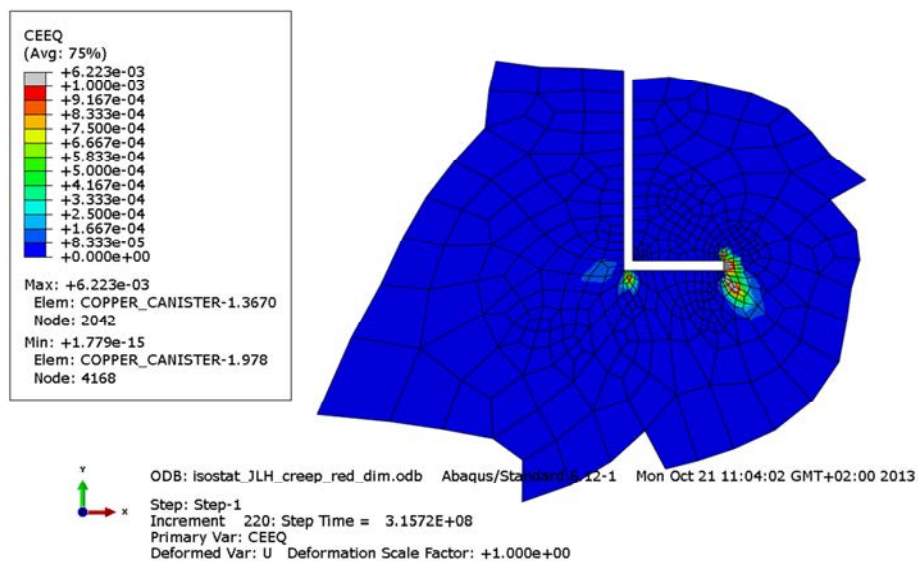 CEEQ
(Avg: 75%)
+6.223e-03
+1.000e-03
+9.167e-04
+8.333e-04
+7.500e-04
+6.667e-04
+5.833e-04
+5.000e-04
+4.167e-04
+3.333e-04
+2.500e-04
+1.667e-04
+8.333e-05
+0.000e+00
Max: +6.223e-03
Elem: COPPER_CANISTER-1.3670
Node: 2042
Min: +1.779e-15
Elem: COPPER_CANISTER-1.978
Node: 4168
Y
X
ODB: isostat_JLH_creep_red_dim.odb Abaqus/Standard 6.12-1 Mon Oct 21 11:04:02 GMT+02:00 2013
Step: Step-1
Increment 220: Step Time = 3.1572E+08
Primary Var: CEEQ
Deformed Var: U Deformation Scale Factor: +1.000e+00